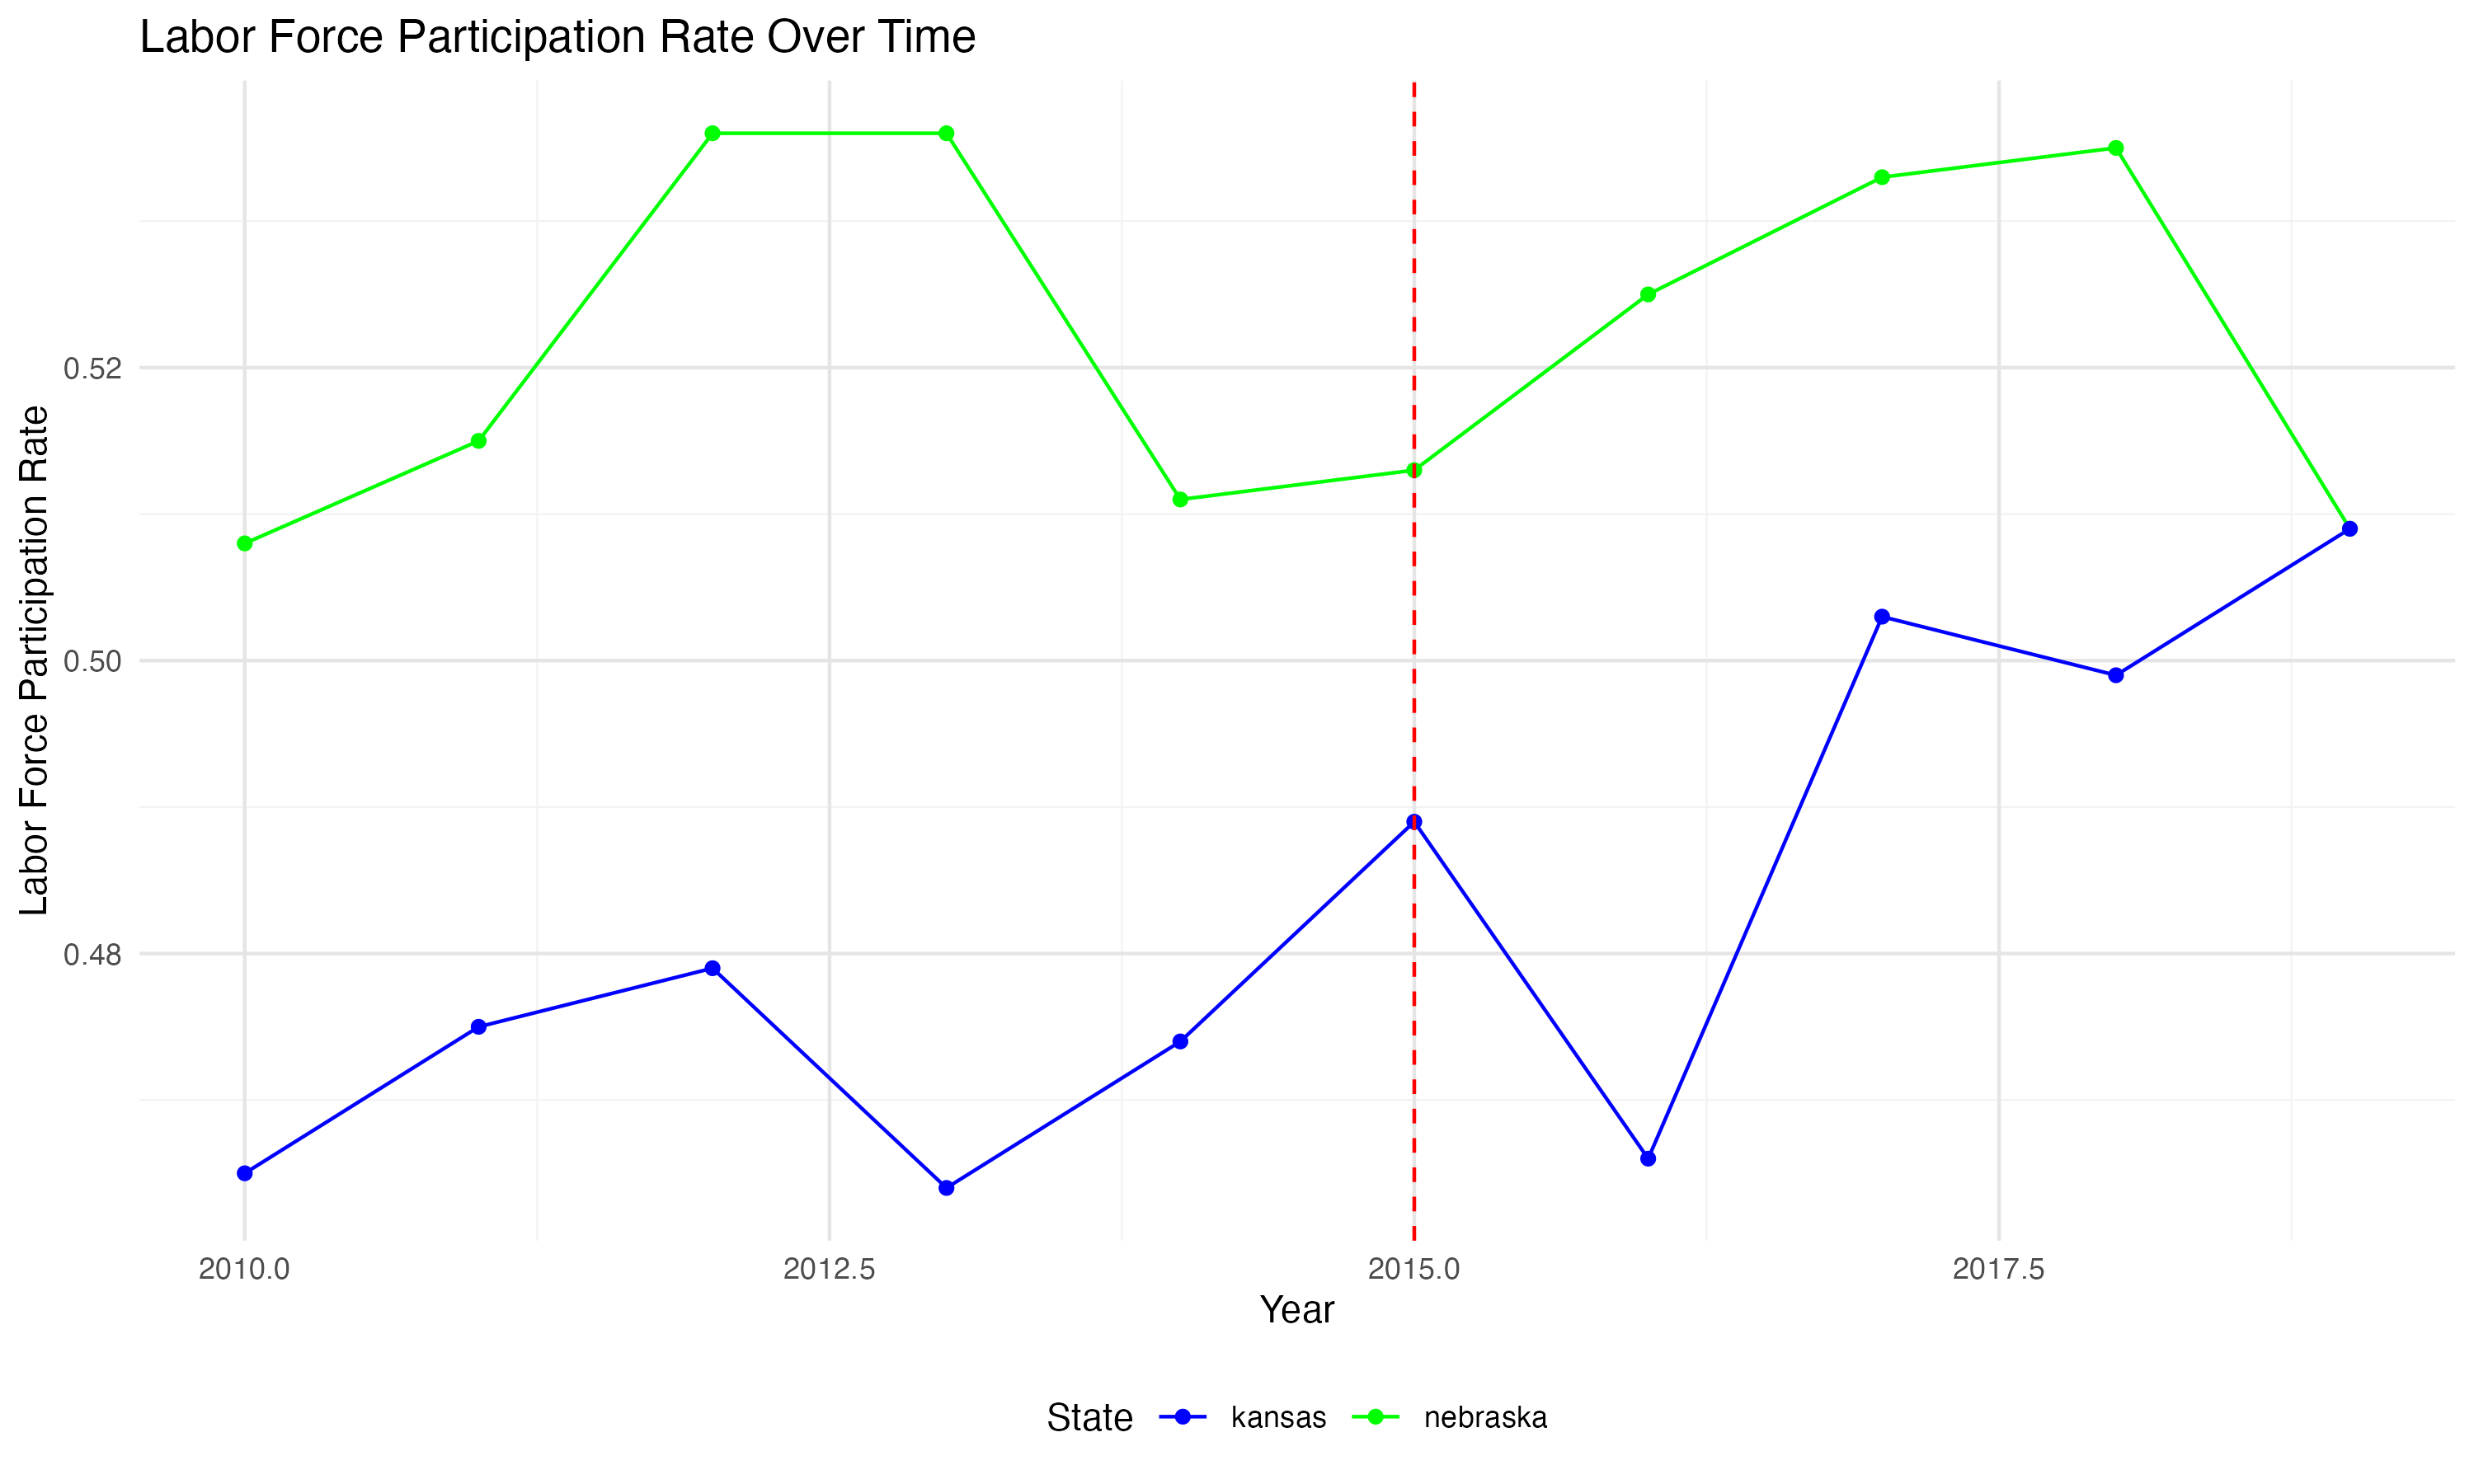 Labor Force Participation Rate Over Time
Labor Force Participation Rate
0.52
0.50
0.48
2010.0 2012.5 2015.0 2017.5
Year
State kansas nebraska